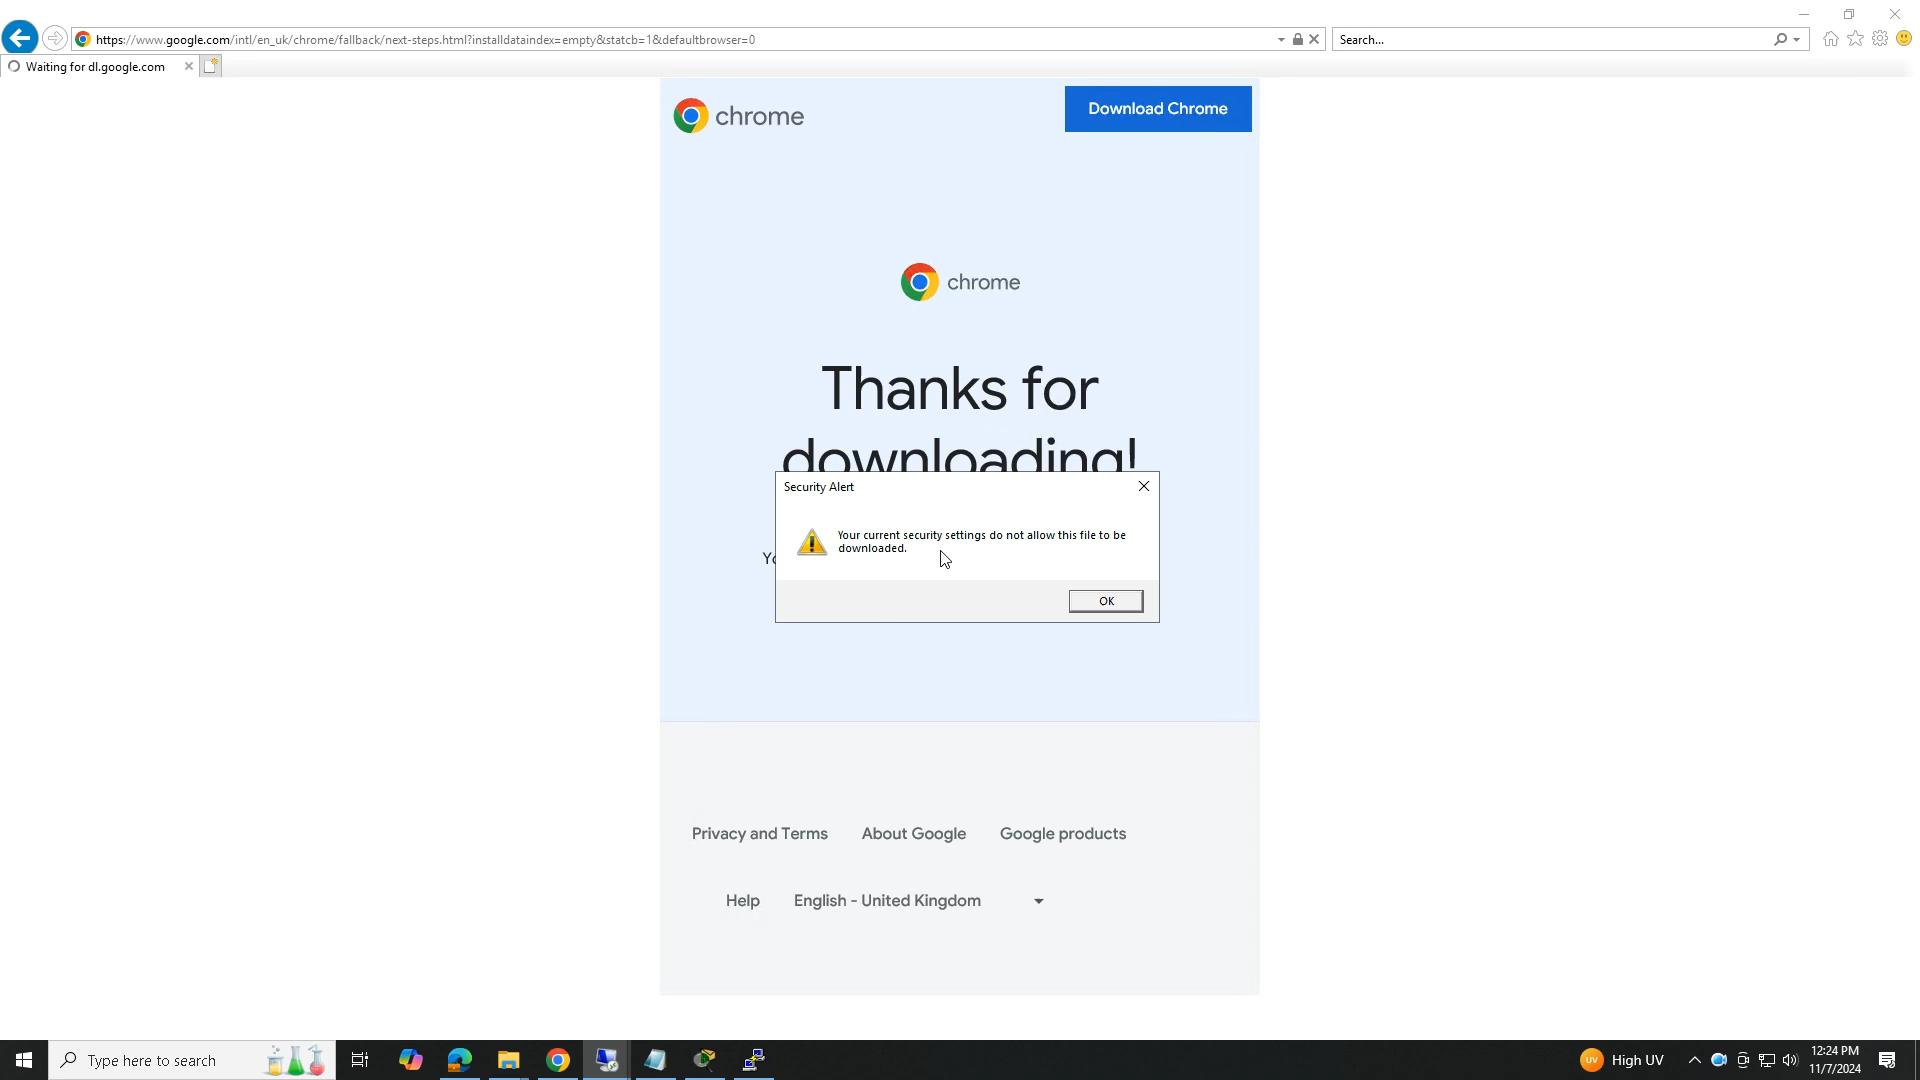 https://www.google.com/intl/en_uk/chrome/fallback/next-steps.html?installdataindex=empty&statcb=1&defaultbrowser=0
Search...
Waiting for dl.google.com
chrome
Download Chrome
chrome
Thanks for
downloading!
Security Alert
Your current security settings do not allow this file to be
downloaded.
OK
Privacy and Terms
About Google
Google products
Help
English - United Kingdom
Type here to search
UV
High UV
12:24 PM
11/7/2024